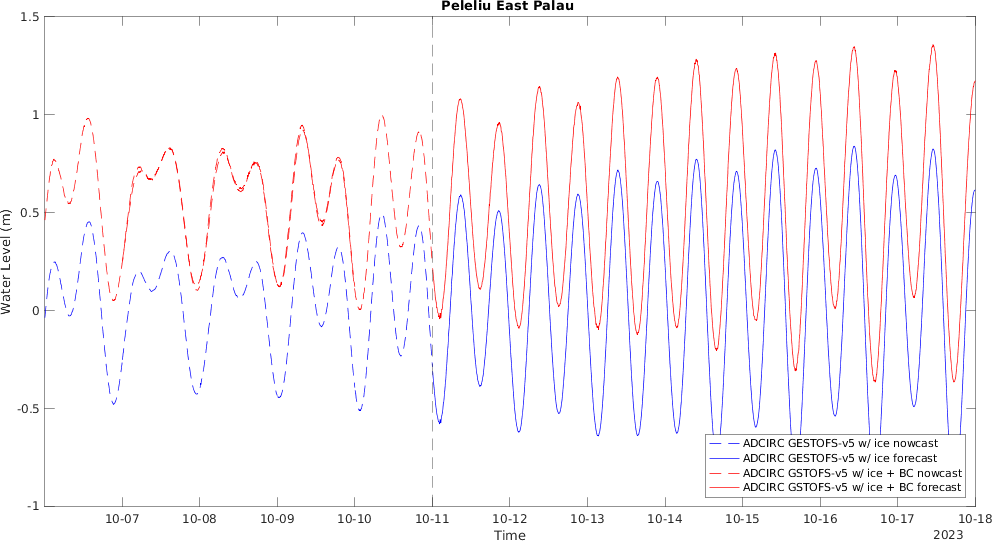 Peleliu East Palau
1.5
1
0.5
0
-0.5
-1
Water Level (m)
10-07
10-08
10-09
10-10
10-11
10-12
10-13
10-14
10-15
10-16
10-17
10-18
Time
2023
ADCIRC GESTOFS-v5 w/ ice nowcast
ADCIRC GESTOFS-v5 w/ ice forecast
ADCIRC GSTOFS-v5 w/ ice + BC nowcast
ADCIRC GSTOFS-v5 w/ ice + BC forecast